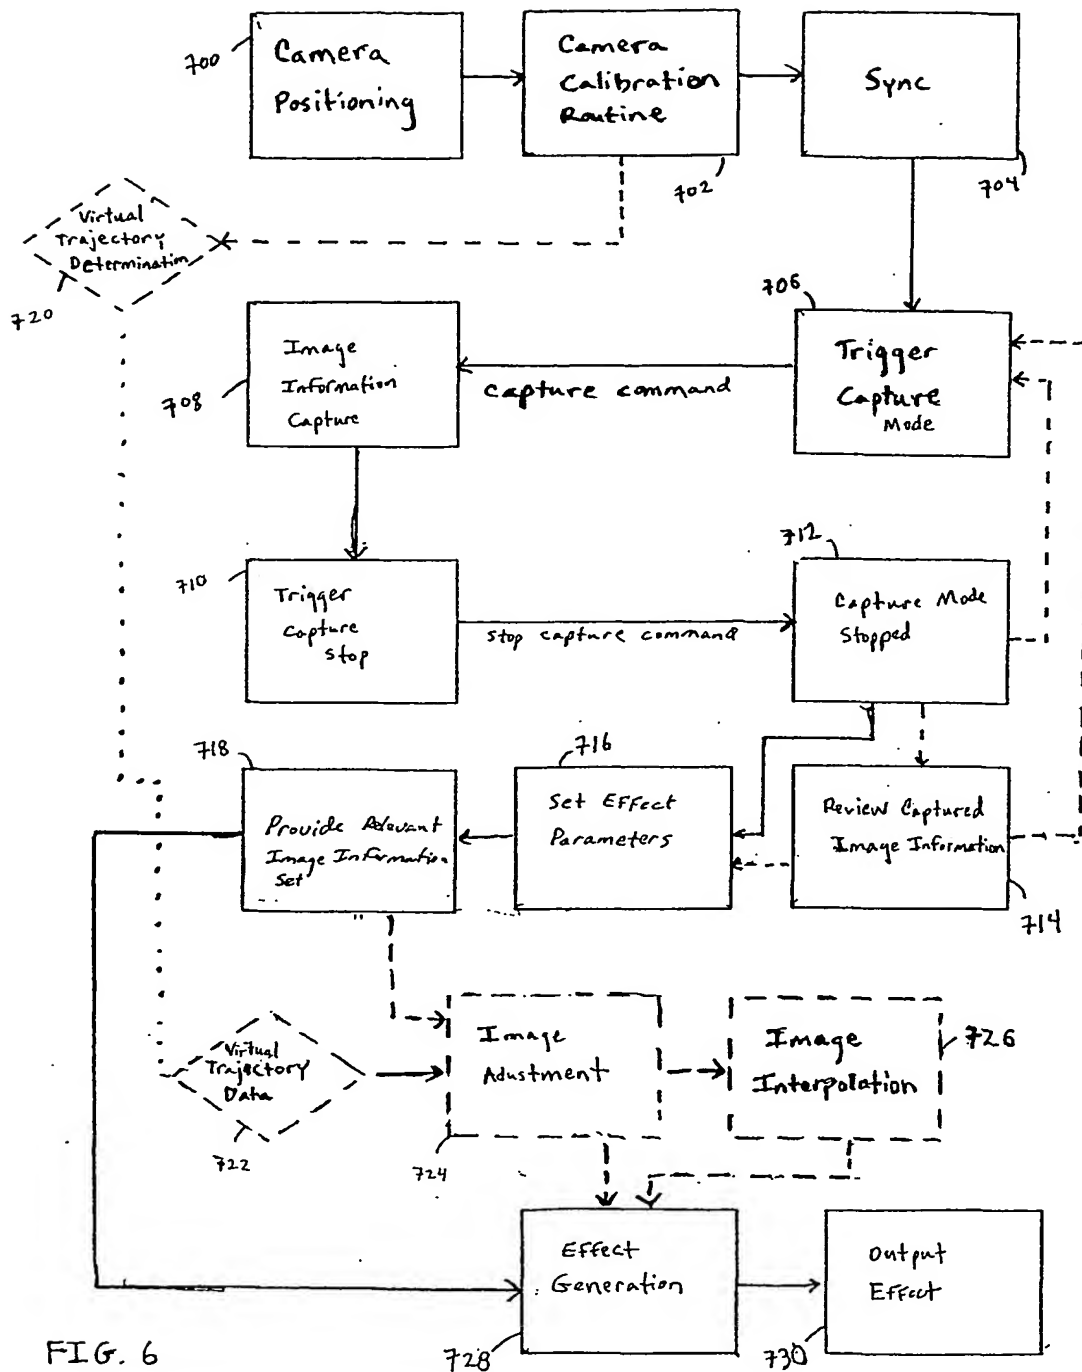 700
Camera
Positioning
Camera
Calibration
Routine
702
Sync
704
Virtual
Trajectory
Determination
720
706
Trigger
Capture
Mode
capture command
Image
Information
Capture
708
710
Trigger
Capture
Stop
stop capture command
712
Capture Mode
Stopped
718
Provide Relevant
Image Information
Set
716
Set Effect
Parameters
Review Captured
Image Information
714
Virtual
Trajectory
Data
722
Image
Adustment
724
Image
Interpolation
726
Effect
Generation
728
Output
Effect
730
FIG. 6